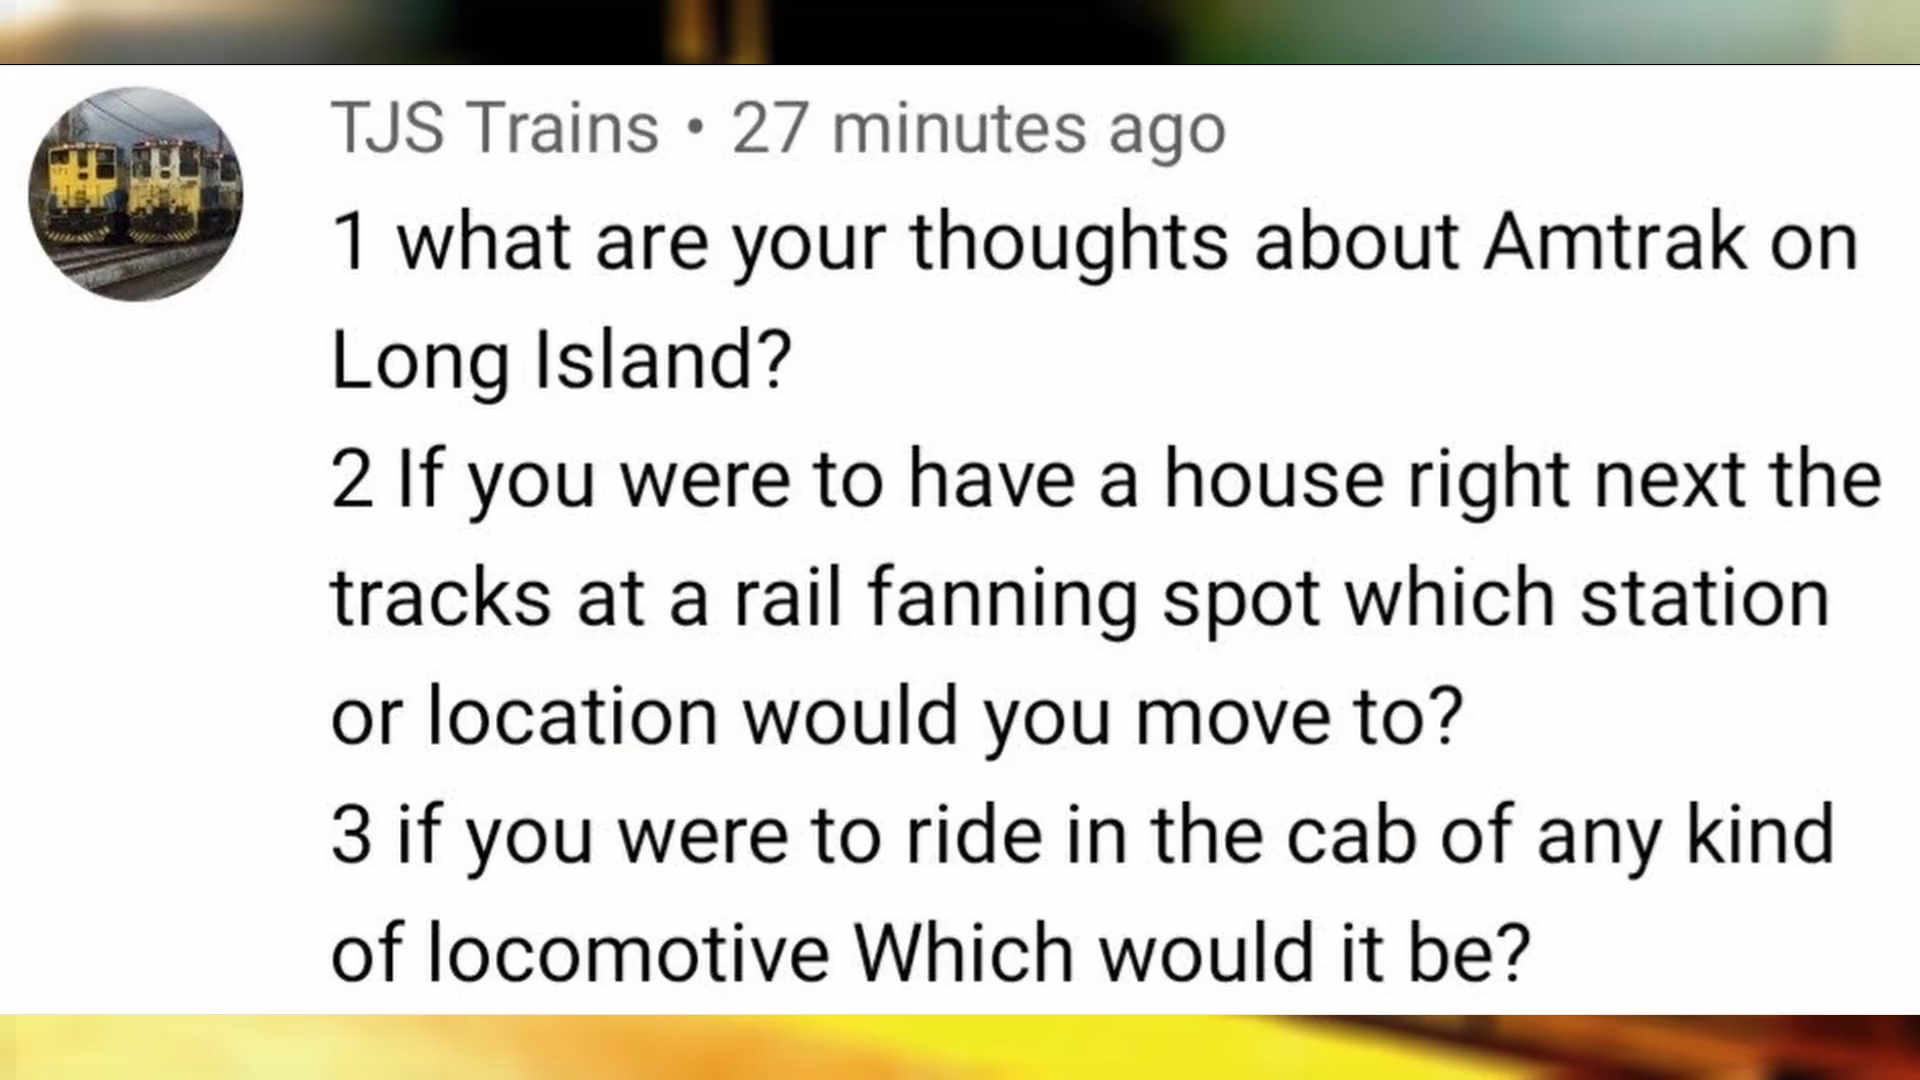 TJS Trains • 27 minutes ago
1 what are your thoughts about Amtrak on
Long Island?
2 If you were to have a house right next the
tracks at a rail fanning spot which station
or location would you move to?
3 if you were to ride in the cab of any kind
of locomotive Which would it be?